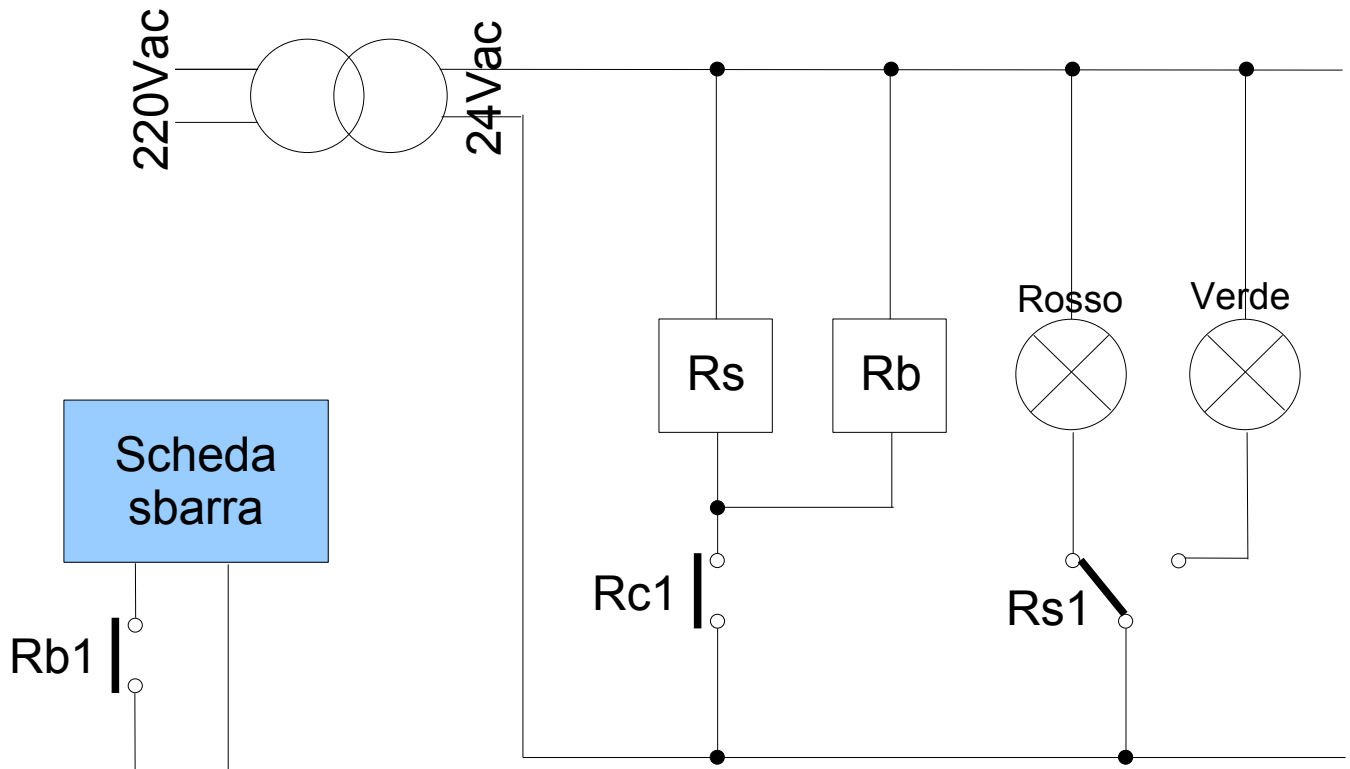 220Vac
24Vac
Rosso
Verde
Rs
Rb
Scheda
sbarra
Rc1
Rs1
Rb1